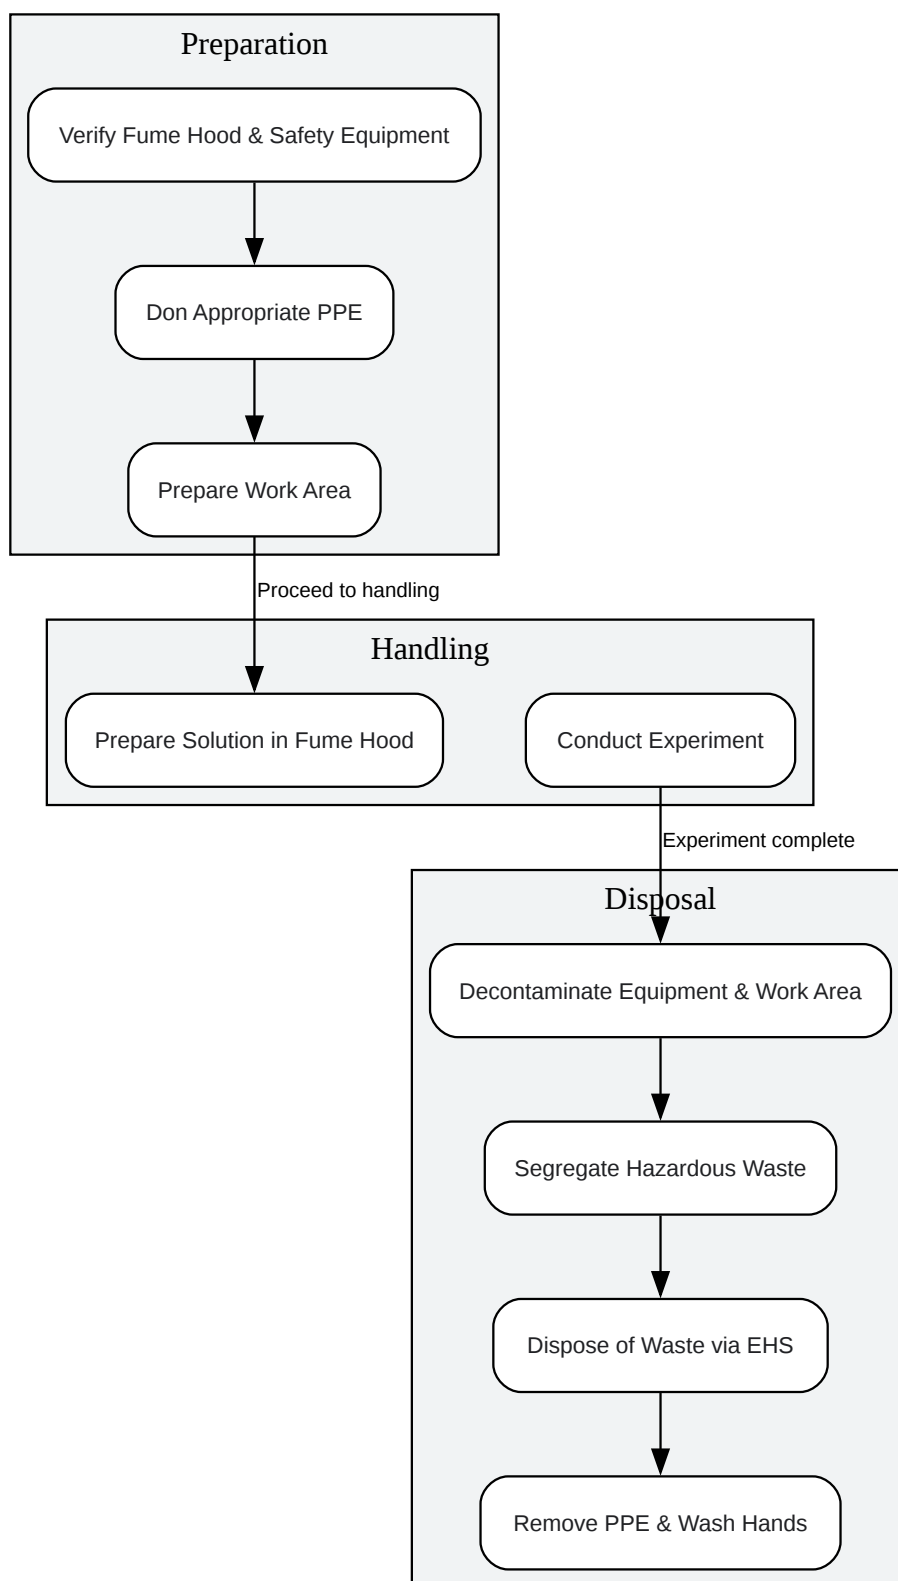 Preparation
Verify Fume Hood & Safety Equipment
Don Appropriate PPE
Prepare Work Area
Proceed to handling
Handling
Prepare Solution in Fume Hood
Conduct Experiment
Experiment complete
Disposal
Decontaminate Equipment & Work Area
Segregate Hazardous Waste
Dispose of Waste via EHS
Remove PPE & Wash Hands